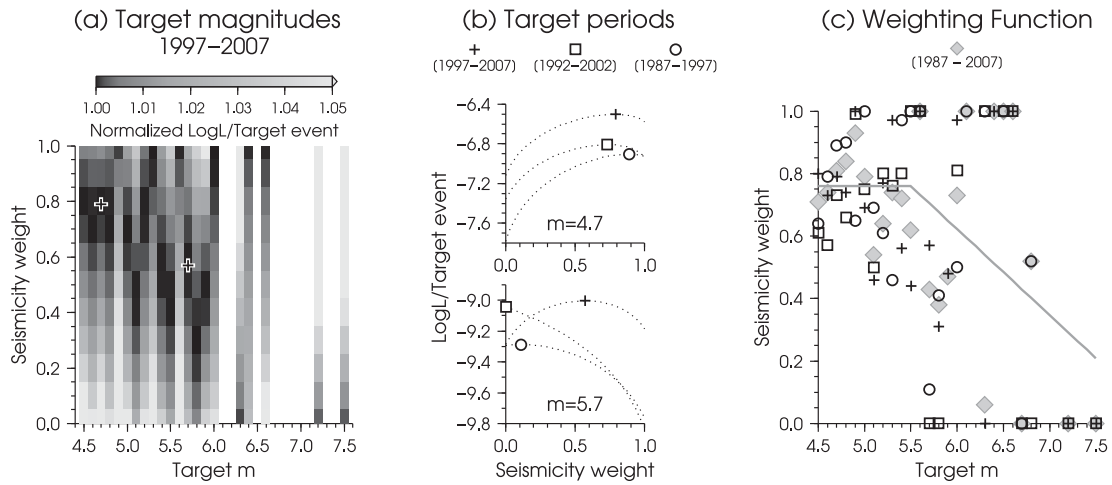 (a) Target magnitudes
1997–2007
1.00 1.01 1.02 1.03 1.04 1.05
Normalized LogL/Target event
1.0
0.8
0.6
0.4
0.2
0.0
Seismicity weight
4.5 5.0 5.5 6.0 6.5 7.0 7.5
Target m
(b) Target periods
(1997–2007) (1992–2002) (1987–1997)
−6.4
−6.8
−7.2
−7.6
m=4.7
0.0 0.5 1.0
LogL/Target event
−9.0
−9.2
−9.4
−9.6
−9.8
m=5.7
0.0 0.5 1.0
Seismicity weight
(c) Weighting Function
(1987 – 2007)
1.0
0.8
0.6
0.4
0.2
0.0
Seismicity weight
4.5 5.0 5.5 6.0 6.5 7.0 7.5
Target m